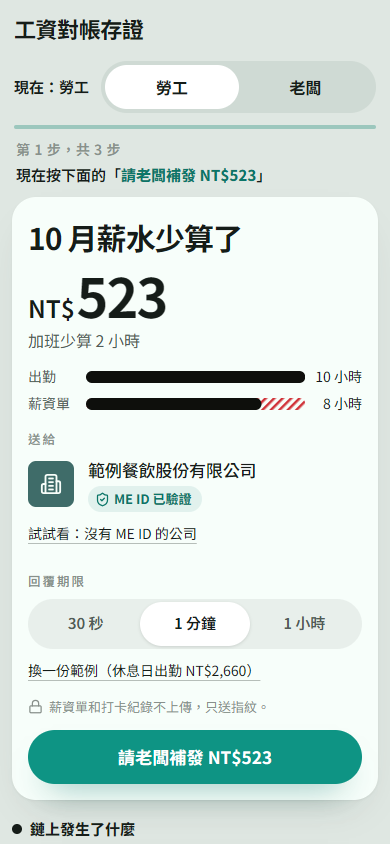 工資對帳存證
現在：勞工
勞工
老闆
第 1 步，共 3 步
現在按下面的「請老闆補發 NT$523」
10 月薪水少算了
NT$523
加班少算 2 小時
出勤 10 小時
薪資單 8 小時
送給
範例餐飲股份有限公司
ME ID 已驗證
試試看：沒有 ME ID 的公司
回覆期限
30 秒 1 分鐘 1 小時
換一份範例（休息日出勤 NT$2,660）
薪資單和打卡紀錄不上傳，只送指紋。
請老闆補發 NT$523
鏈上發生了什麼